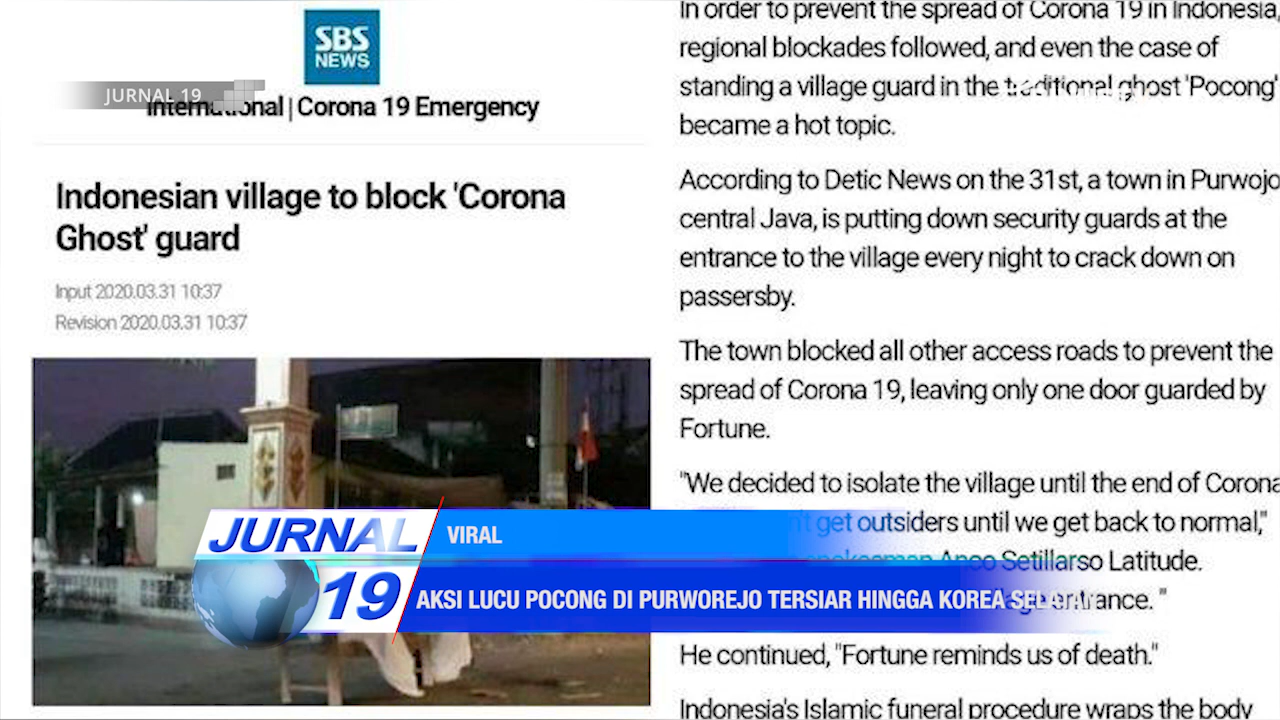 SBS
NEWS
JURNAL 19
International | Corona 19 Emergency
Indonesian village to block 'Corona
Ghost' guard
Input 2020.03.31 10:37
Revision 2020.03.31 10:37
In order to prevent the spread of Corona 19 in Indonesia,
regional blockades followed, and even the case of
standing a village guard in the traditional ghost 'Pocong'
became a hot topic.
According to Detic News on the 31st, a town in Purwojo
central Java, is putting down security guards at the
entrance to the village every night to crack down on
passersby.
The town blocked all other access roads to prevent the
spread of Corona 19, leaving only one door guarded by
Fortune.
"We decided to isolate the village until the end of Corona
get outsiders until we get back to normal,"
spokesman Anco Setillarso Latitude.
entrance. "
He continued, "Fortune reminds us of death."
Indonesia's Islamic funeral procedure wraps the body
JURNAL
19
VIRAL
AKSI LUCU POCONG DI PURWOREJO TERSIAR HINGGA KOREA SELATAN